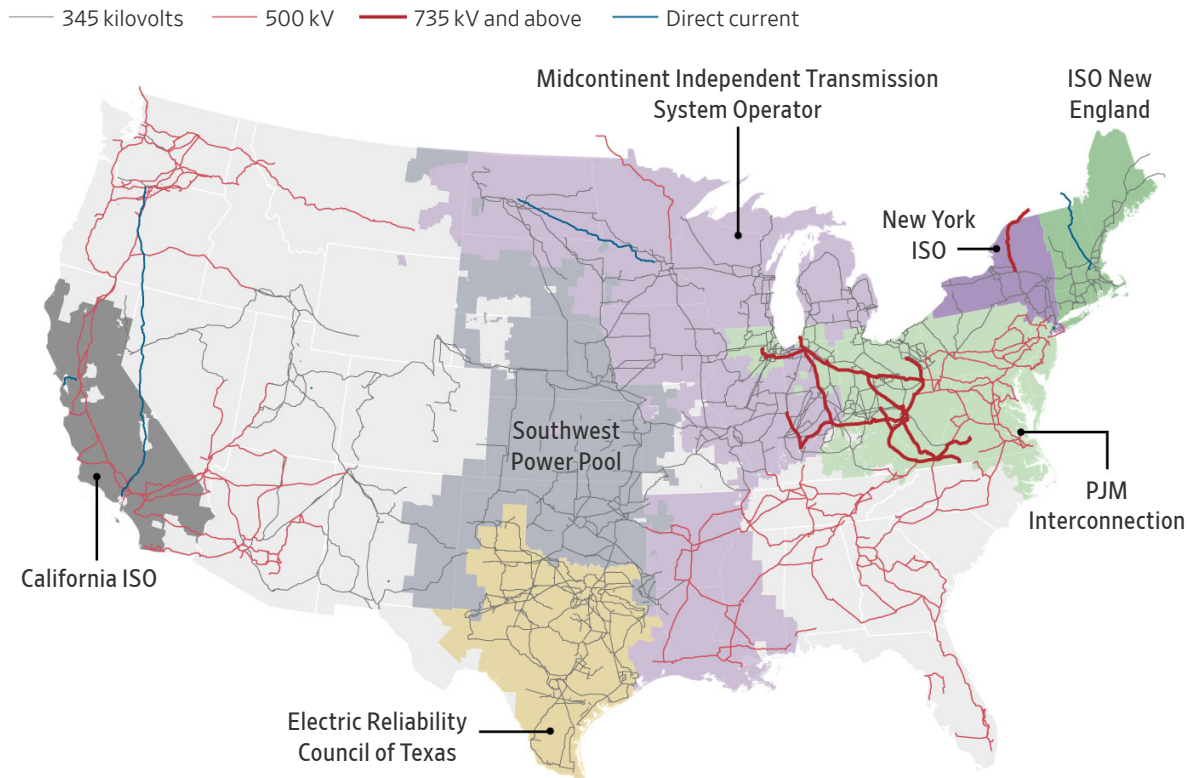 345 kilovolts
500 kV
735 kV and above
Direct current
Midcontinent Independent Transmission
System Operator
ISO New
England
New York
ISO
Southwest
Power Pool
PJM
Interconnection
California ISO
Electric Reliability
Council of Texas